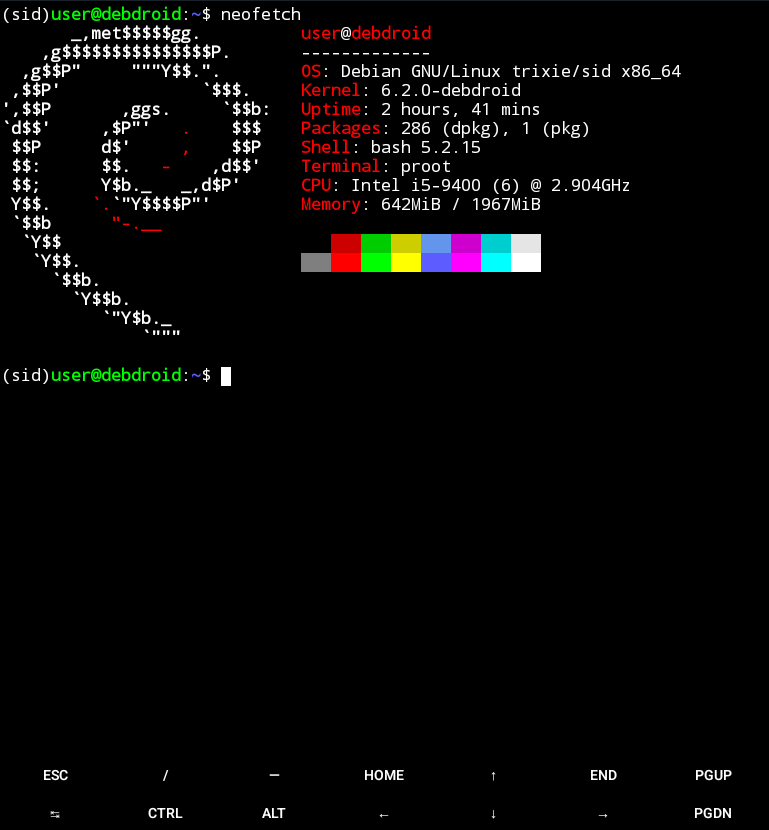 (sid)user@debdroid:~$ neofetch
       _,met$$$$$gg.          user@debdroid
    ,g$$$$$$$$$$$$$$$P.       -------------
  ,g$$P"     """Y$$.".        OS: Debian GNU/Linux trixie/sid x86_64
 ,$$P'              `$$$.     Kernel: 6.2.0-debdroid
',$$P       ,ggs.     `$$b:   Uptime: 2 hours, 41 mins
`d$$'     ,$P"'   .    $$$    Packages: 286 (dpkg), 1 (pkg)
 $$P      d$'     ,    $$P    Shell: bash 5.2.15
 $$:      $$.   -    ,d$$'    Terminal: proot
 $$;      Y$b._   _,d$P'      CPU: Intel i5-9400 (6) @ 2.904GHz
 Y$$.    `.`"Y$$$$P"'         Memory: 642MiB / 1967MiB
 `$$b      "-.__
  `Y$$
   `Y$$.
     `$$b.
       `Y$$b.
          `"Y$b._
              `"""
(sid)user@debdroid:~$
ESC / — HOME ↑ END PGUP
↹ CTRL ALT ← ↓ → PGDN